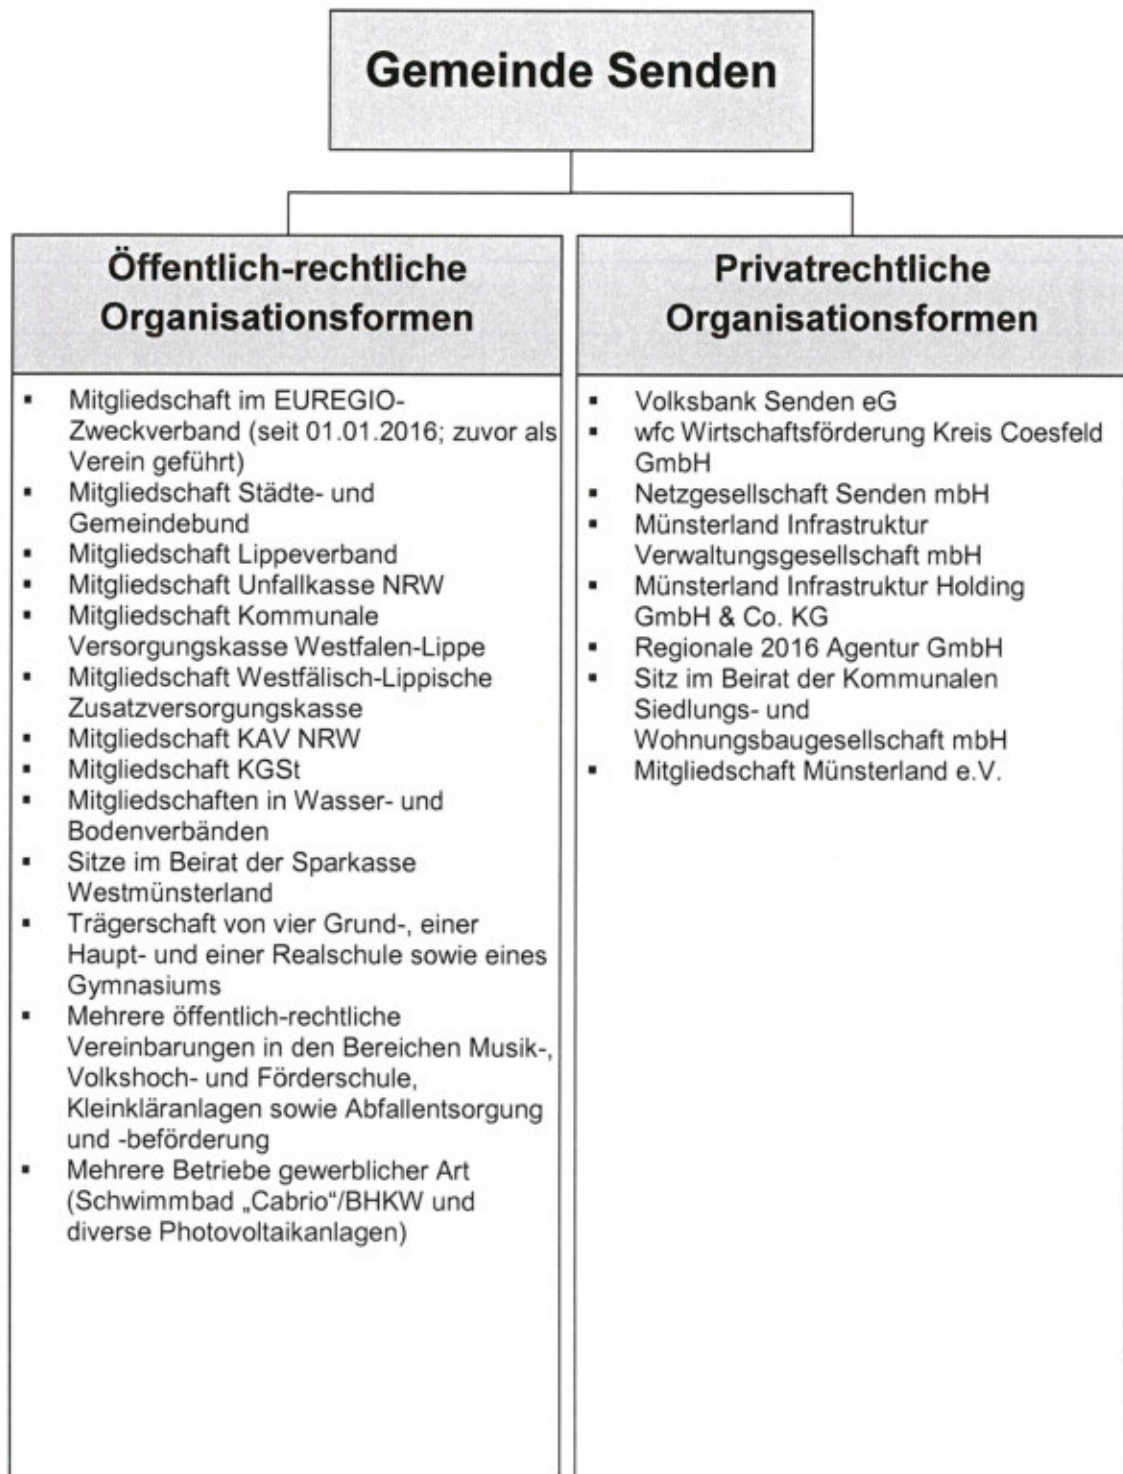 Gemeinde Senden
Öffentlich-rechtliche
Organisationsformen
▪ Mitgliedschaft im EUREGIO-
Zweckverband (seit 01.01.2016; zuvor als
Verein geführt)
▪ Mitgliedschaft Städte- und
Gemeindebund
▪ Mitgliedschaft Lippeverband
▪ Mitgliedschaft Unfallkasse NRW
▪ Mitgliedschaft Kommunale
Versorgungskasse Westfalen-Lippe
▪ Mitgliedschaft Westfälisch-Lippische
Zusatzversorgungskasse
▪ Mitgliedschaft KAV NRW
▪ Mitgliedschaft KGSt
▪ Mitgliedschaften in Wasser- und
Bodenverbänden
▪ Sitze im Beirat der Sparkasse
Westmünsterland
▪ Trägerschaft von vier Grund-, einer
Haupt- und einer Realschule sowie eines
Gymnasiums
▪ Mehrere öffentlich-rechtliche
Vereinbarungen in den Bereichen Musik-,
Volkshoch- und Förderschule,
Kleinkläranlagen sowie Abfallentsorgung
und -beförderung
▪ Mehrere Betriebe gewerblicher Art
(Schwimmbad „Cabrio“/BHKW und
diverse Photovoltaikanlagen)
Privatrechtliche
Organisationsformen
▪ Volksbank Senden eG
▪ wfc Wirtschaftsförderung Kreis Coesfeld
GmbH
▪ Netzgesellschaft Senden mbH
▪ Münsterland Infrastruktur
Verwaltungsgesellschaft mbH
▪ Münsterland Infrastruktur Holding
GmbH & Co. KG
▪ Regionale 2016 Agentur GmbH
▪ Sitz im Beirat der Kommunalen
Siedlungs- und
Wohnungsbaugesellschaft mbH
▪ Mitgliedschaft Münsterland e.V.